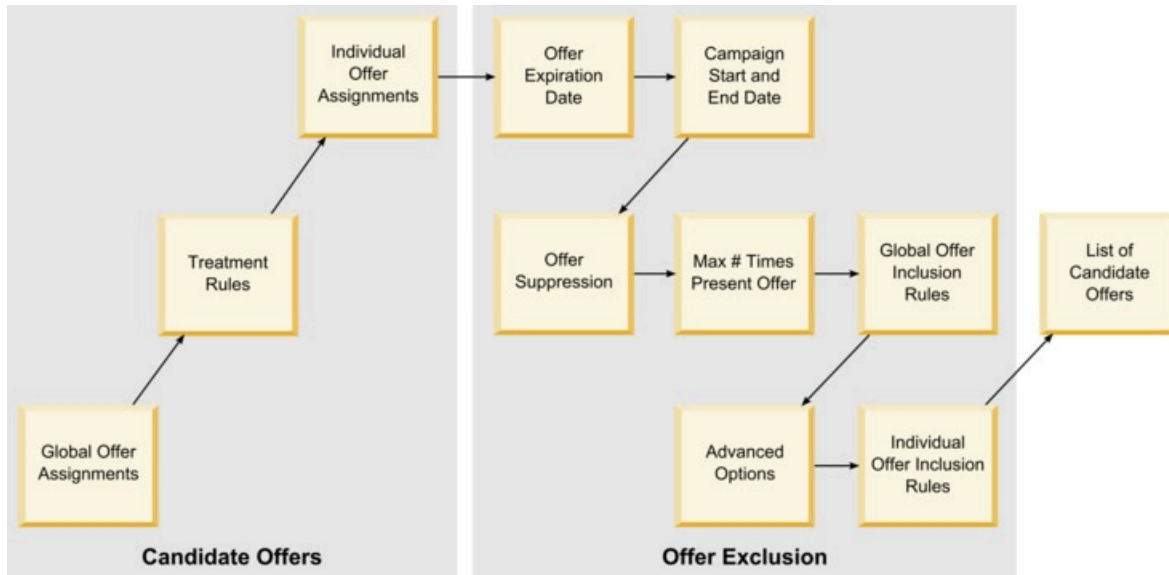 Individual
Offer
Assignments
Offer
Expiration
Date
Campaign
Start and
End Date
Treatment
Rules
Offer
Suppression
Max # Times
Present Offer
Global Offer
Inclusion
Rules
List of
Candidate
Offers
Global Offer
Assignments
Advanced
Options
Individual
Offer Inclusion
Rules
Candidate Offers
Offer Exclusion